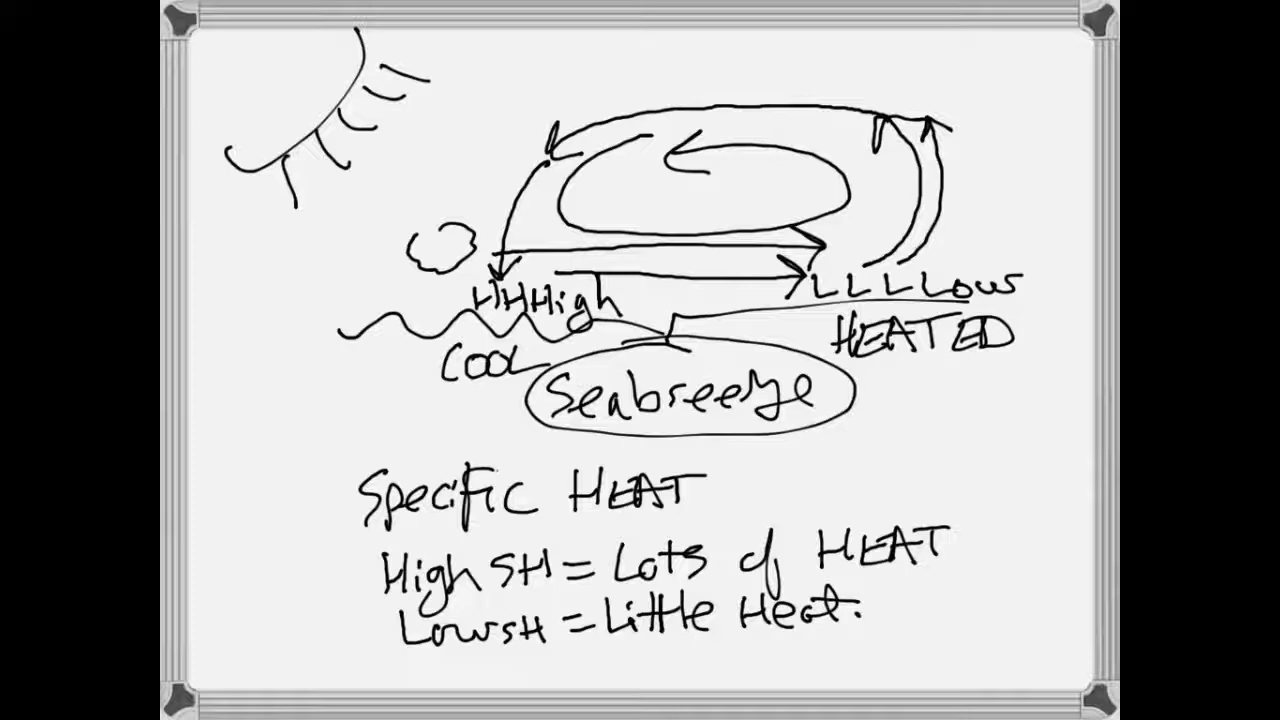 HHHigh LLLLow
COOL HEATED
Seabreeze
Specific HEAT
High SH = Lots of HEAT
Low SH = Little Heat.